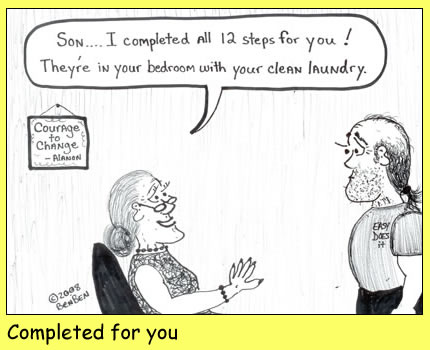 Son....I completed all 12 steps for you!
They're in your bedroom with your clean laundry.
Courage
to
Change
- Alanon
EASY
DOES
it
©2008
BenBen
Completed for you